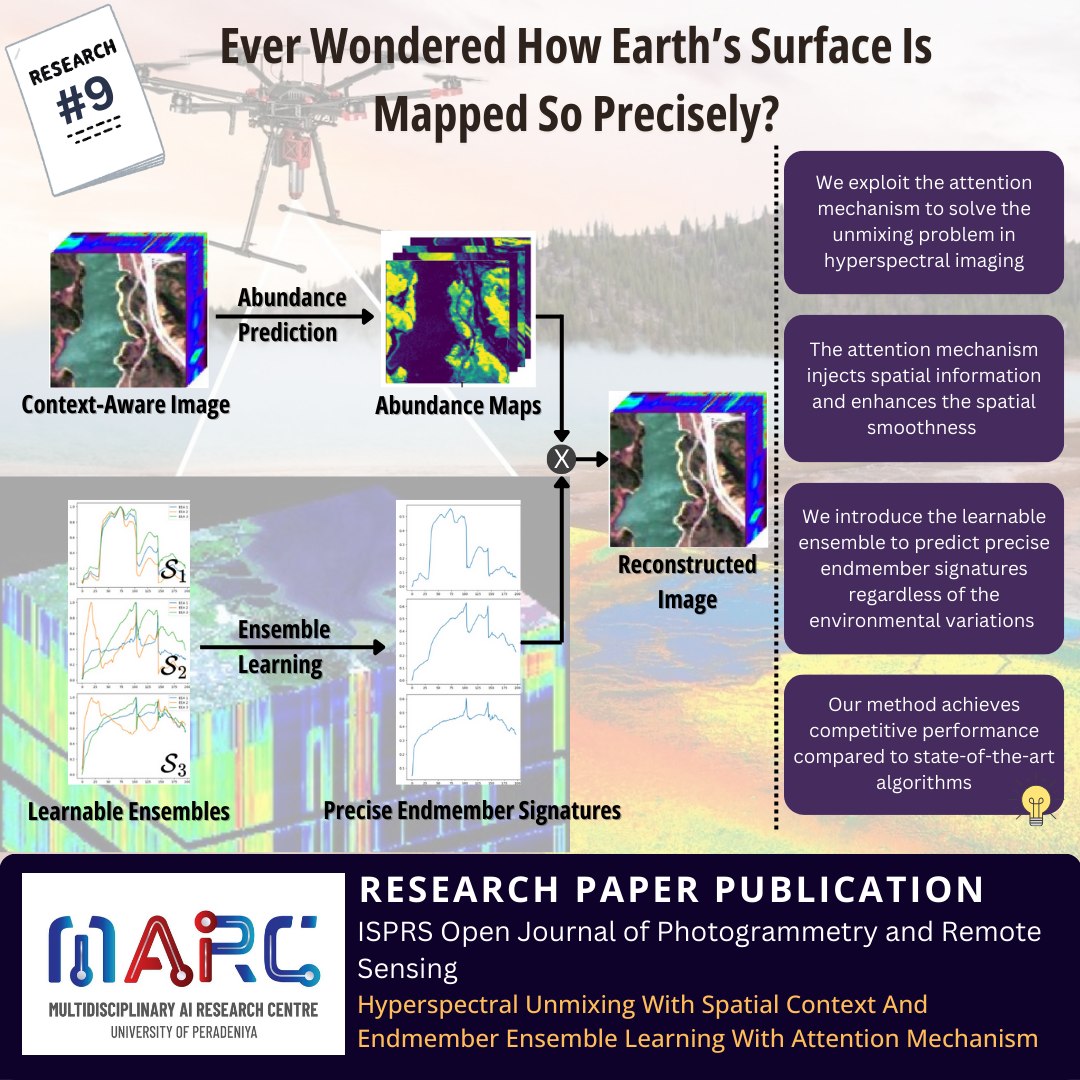 RESEARCH
#9
Ever Wondered How Earth's Surface Is
Mapped So Precisely?
Abundance
Prediction
Context-Aware Image
Abundance Maps
X
Reconstructed
Image
S1
S2
S3
Ensemble
Learning
Learnable Ensembles
Precise Endmember Signatures
We exploit the attention
mechanism to solve the
unmixing problem in
hyperspectral imaging
The attention mechanism
injects spatial information
and enhances the spatial
smoothness
We introduce the learnable
ensemble to predict precise
endmember signatures
regardless of the
environmental variations
Our method achieves
competitive performance
compared to state-of-the-art
algorithms
MAIRC
MULTIDISCIPLINARY AI RESEARCH CENTRE
UNIVERSITY OF PERADENIYA
RESEARCH PAPER PUBLICATION
ISPRS Open Journal of Photogrammetry and Remote
Sensing
Hyperspectral Unmixing With Spatial Context And
Endmember Ensemble Learning With Attention Mechanism